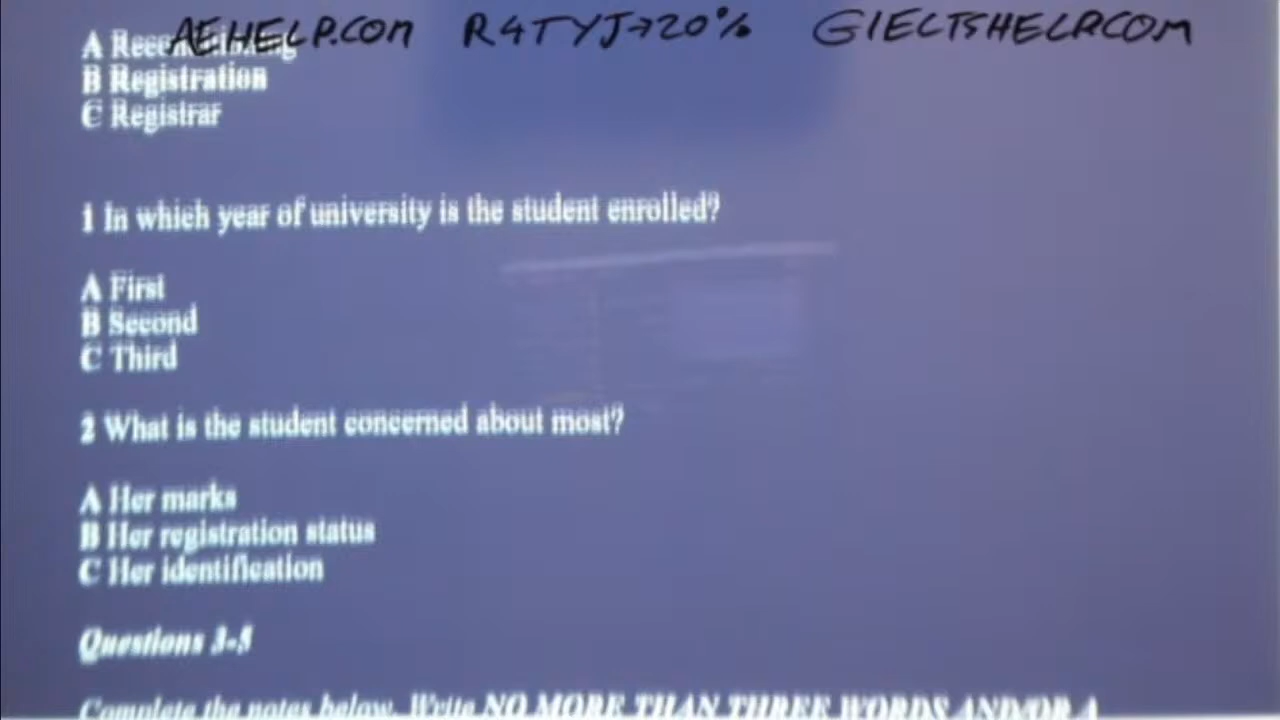 AEHELP.COM R4TYJ→20% GIELTSHELP.COM
A
B Registration
C Registrar
1 In which year of university is the student enrolled?
A First
B Second
C Third
2 What is the student concerned about most?
A Her marks
B Her registration status
C Her identification
Questions 3-5
Complete the notes below. Write NO MORE THAN THREE WORDS AND/OR A